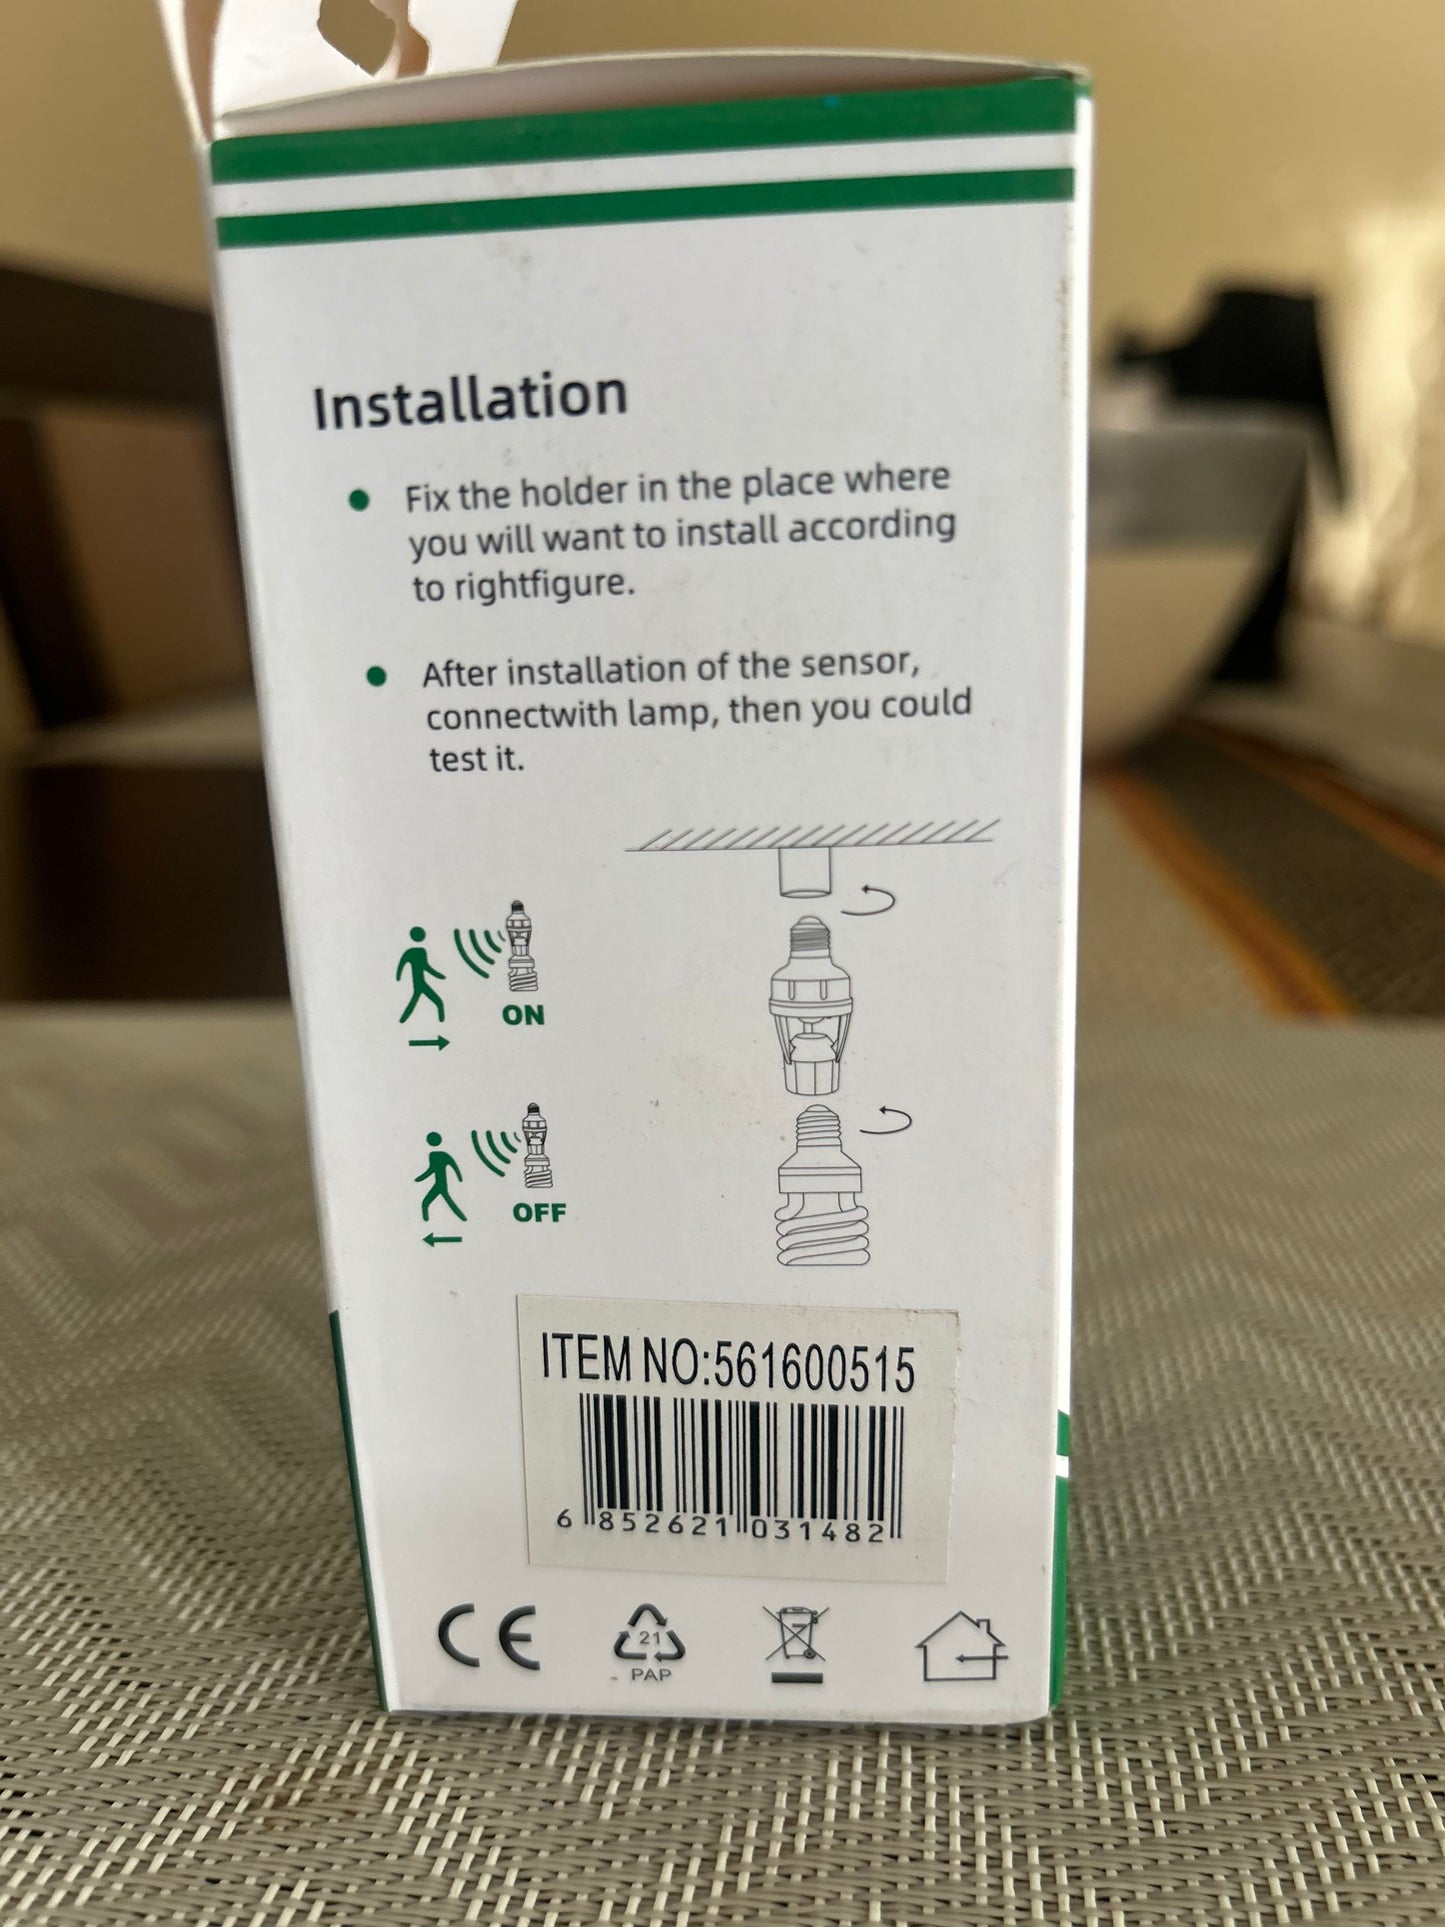 Installation
● Fix the holder in the place where
you will want to install according
to rightfigure.
● After installation of the sensor,
connectwith lamp, then you could
test it.
ON
OFF
ITEM NO:561600515
6 852621 031482
CE
21
PAP